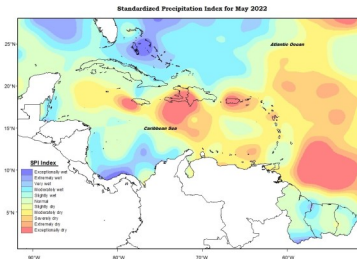 Standardized Precipitation Index for May 2022
25°N
Atlantic Ocean
20°N
15°N
Caribbean Sea
10°N
SPI Index
Exceptionally wet
Extremely wet
Very wet
Moderately wet
Slightly wet
Normal
Slightly dry
Moderately dry
Severely dry
Extremely dry
Exceptionally dry
5°N
90°W
80°W
70°W
60°W